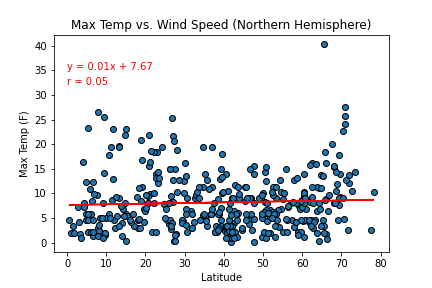 Max Temp vs. Wind Speed (Northern Hemisphere)
y = 0.01x + 7.67
r = 0.05
Max Temp (F)
40
35
30
25
20
15
10
5
0
0 10 20 30 40 50 60 70 80
Latitude